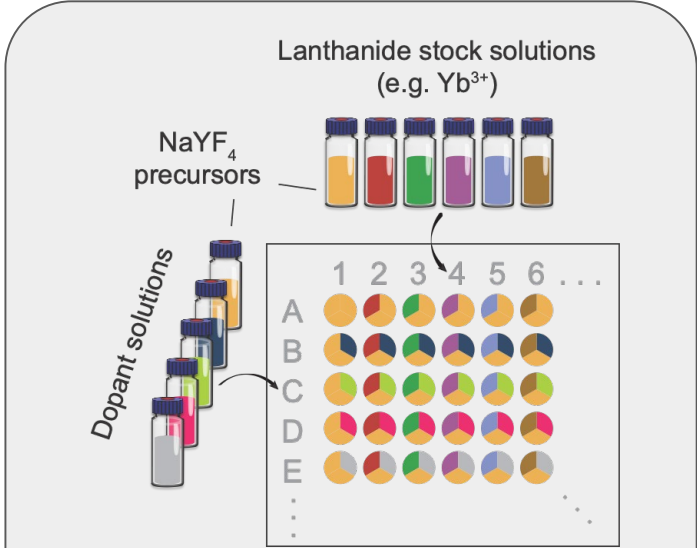 Lanthanide stock solutions
(e.g. Yb³⁺)
NaYF₄
precursors
Dopant solutions
1 2 3 4 5 6 . . .
A
B
C
D
E